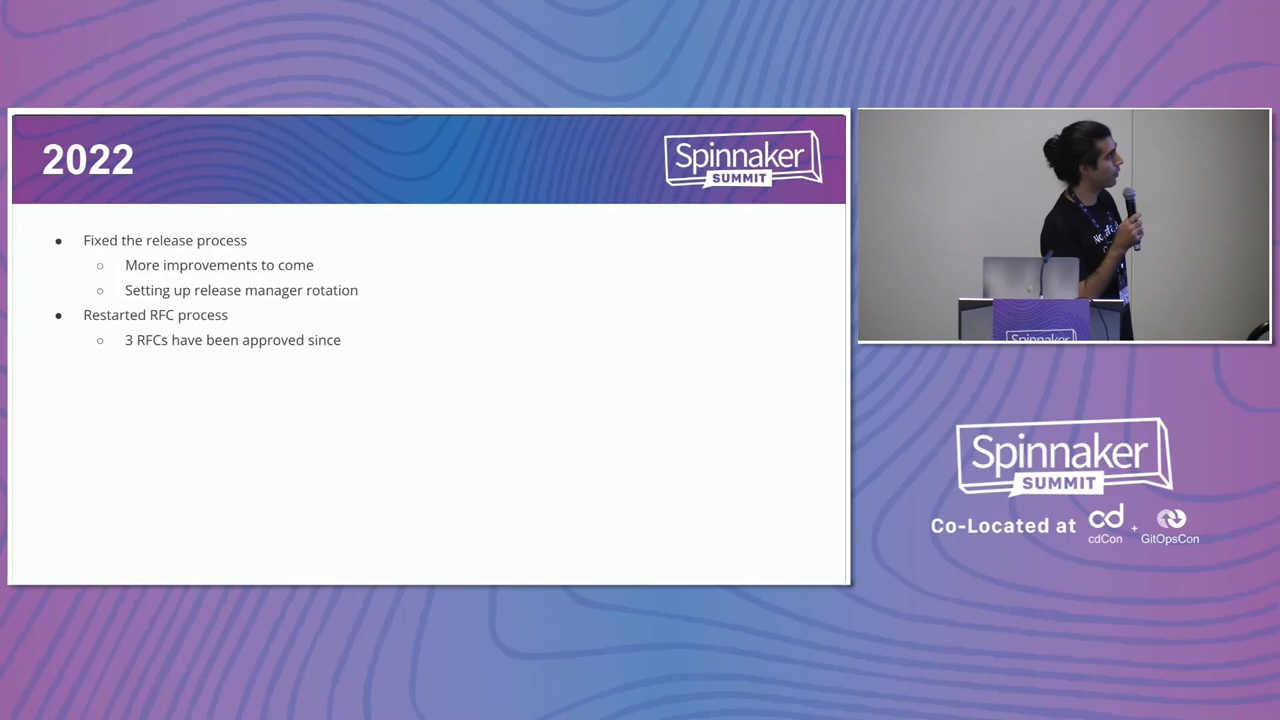 2022
Spinnaker
SUMMIT
• Fixed the release process
○ More improvements to come
○ Setting up release manager rotation
• Restarted RFC process
○ 3 RFCs have been approved since
Spinnaker
Spinnaker
SUMMIT
Co-Located at cd + 
cdCon GitOpsCon